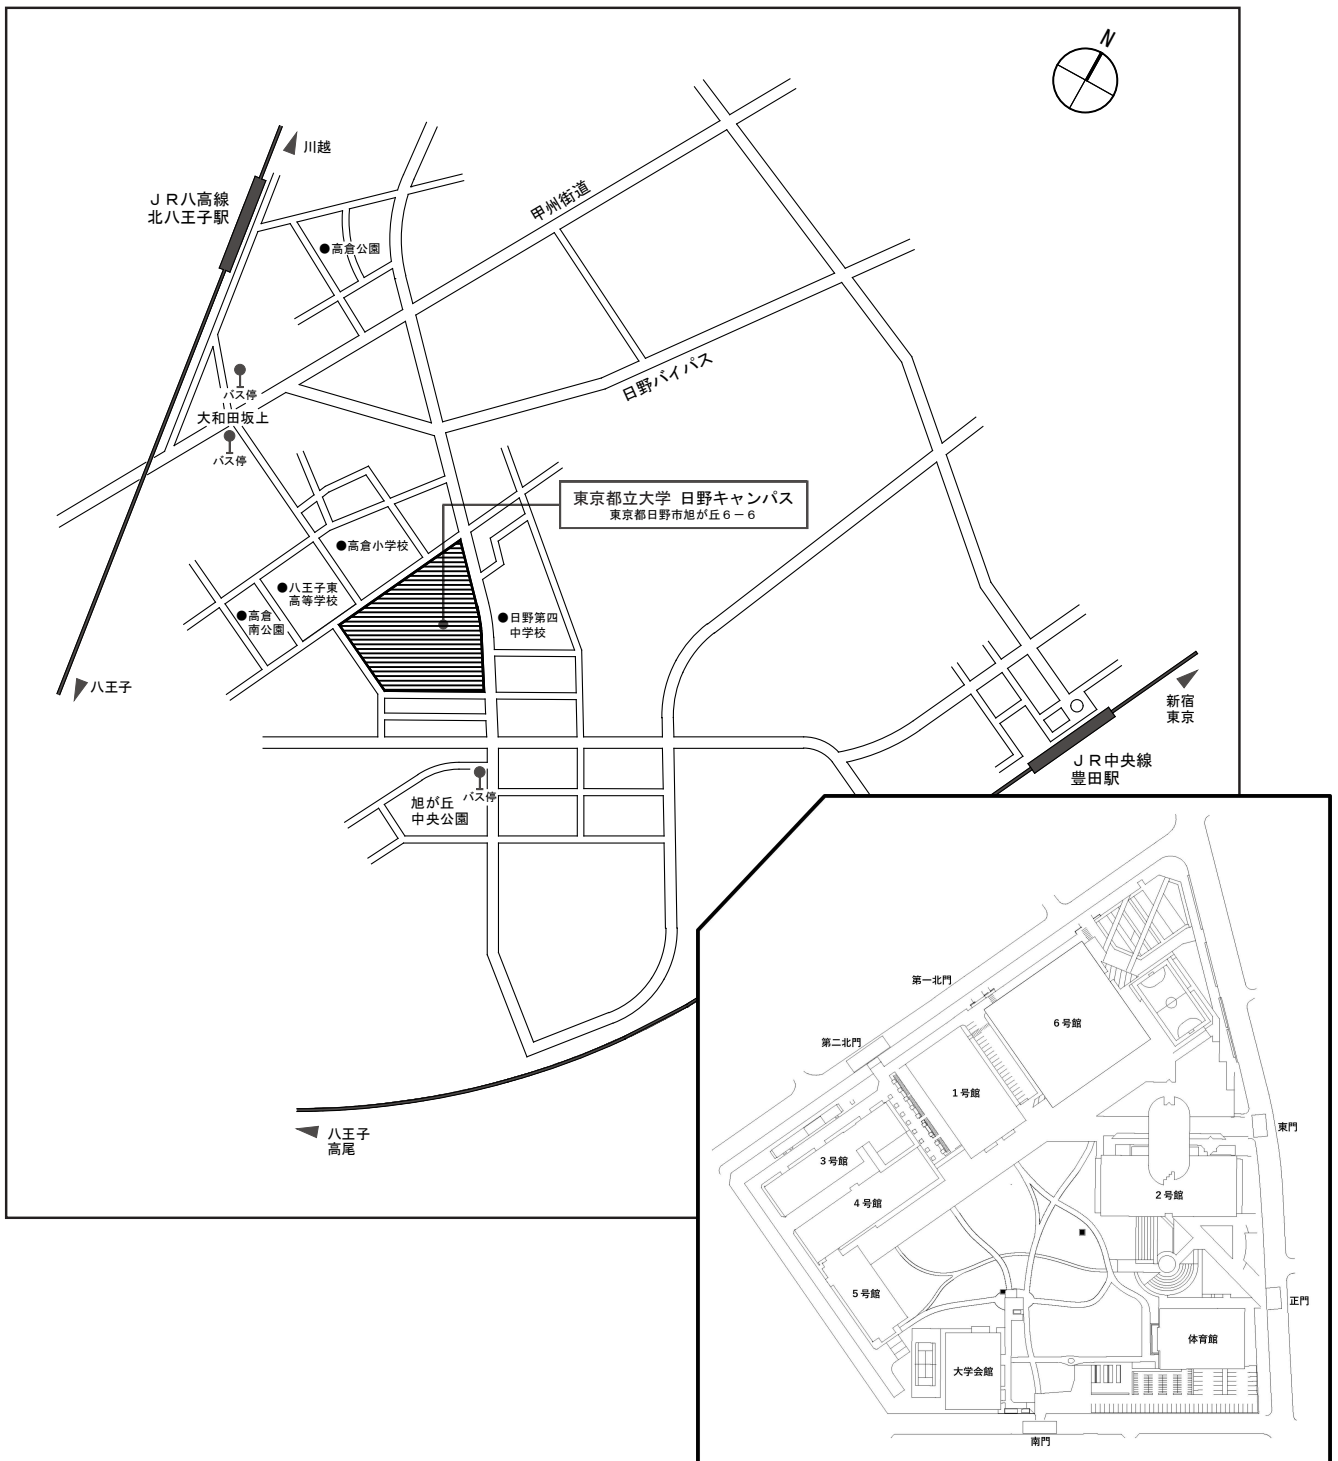 N
川越
ＪＲ八高線
北八王子駅
甲州街道
●高倉公園
日野バイパス
バス停
大和田坂上
バス停
東京都立大学 日野キャンパス
東京都日野市旭が丘６－６
●高倉小学校
●八王子東
高等学校
●高倉
南公園
●日野第四
中学校
八王子
新宿
東京
ＪＲ中央線
豊田駅
バス停
旭が丘
中央公園
八王子
高尾
第一北門
６号館
第二北門
１号館
東門
３号館
２号館
４号館
５号館
正門
体育館
大学会館
南門